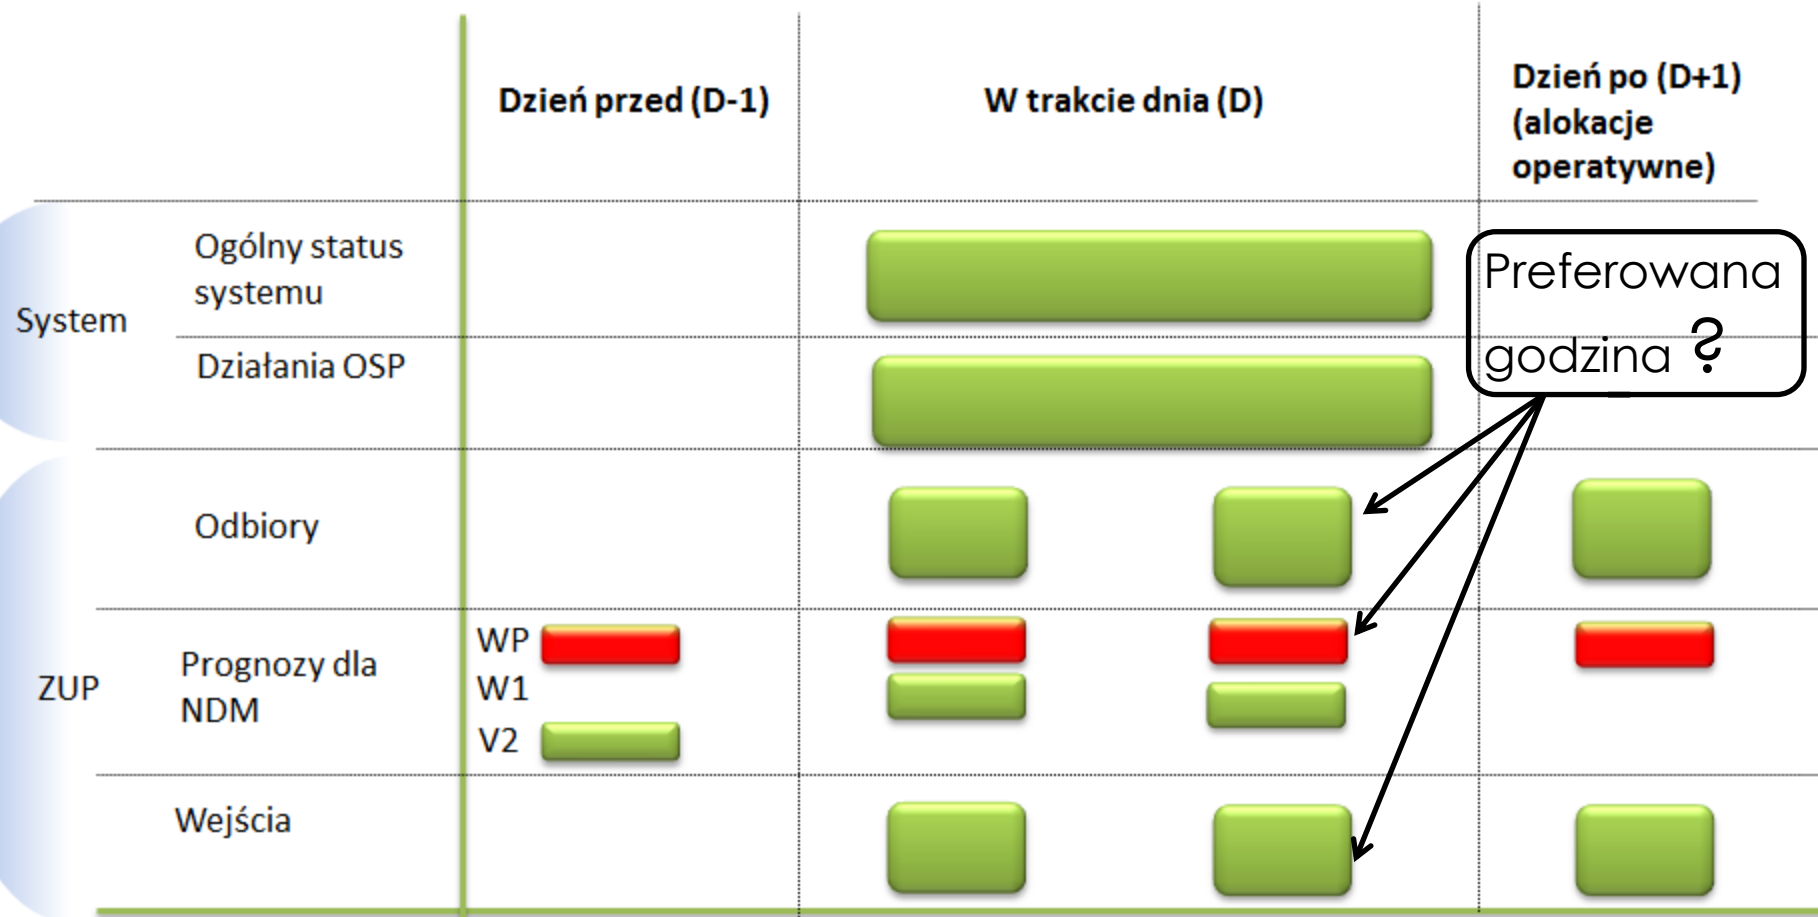 Dzień przed (D-1)
W trakcie dnia (D)
Dzień po (D+1)
(alokacje
operatywne)
System
Ogólny status
systemu
Działania OSP
Preferowana
godzina ?
ZUP
Odbiory
Prognozy dla
NDM
WP
W1
V2
Wejścia